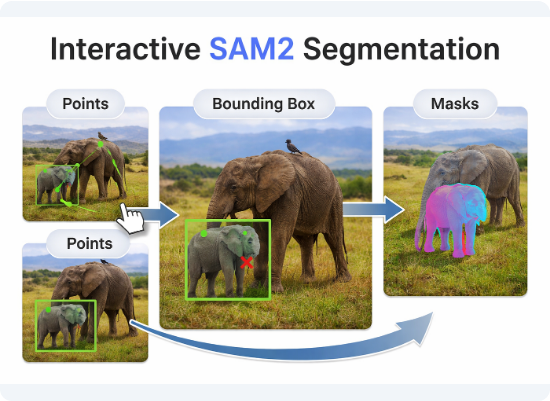 Interactive SAM2 Segmentation
Points
Bounding Box
Masks
Points